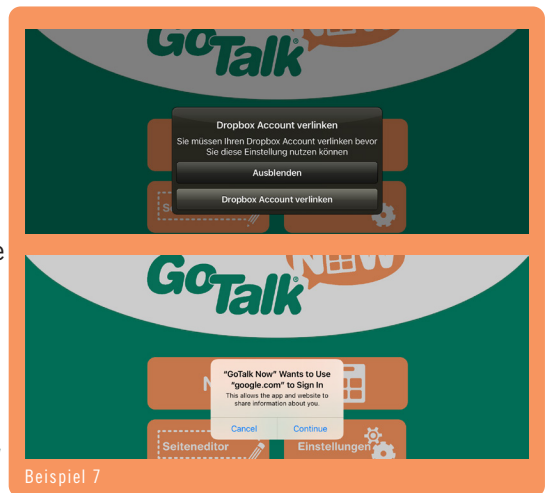 GoTalk NOW
Dropbox Account verlinken
Sie müssen Ihren Dropbox Account verlinken bevor
Sie diese Einstellung nutzen können
Ausblenden
Dropbox Account verlinken
e
GoTalk NOW
"GoTalk Now" Wants to Use
"google.com" to Sign In
This allows the app and website to
share information about you.
Cancel
Continue
Seiteneditor
Einstellungen
Beispiel 7